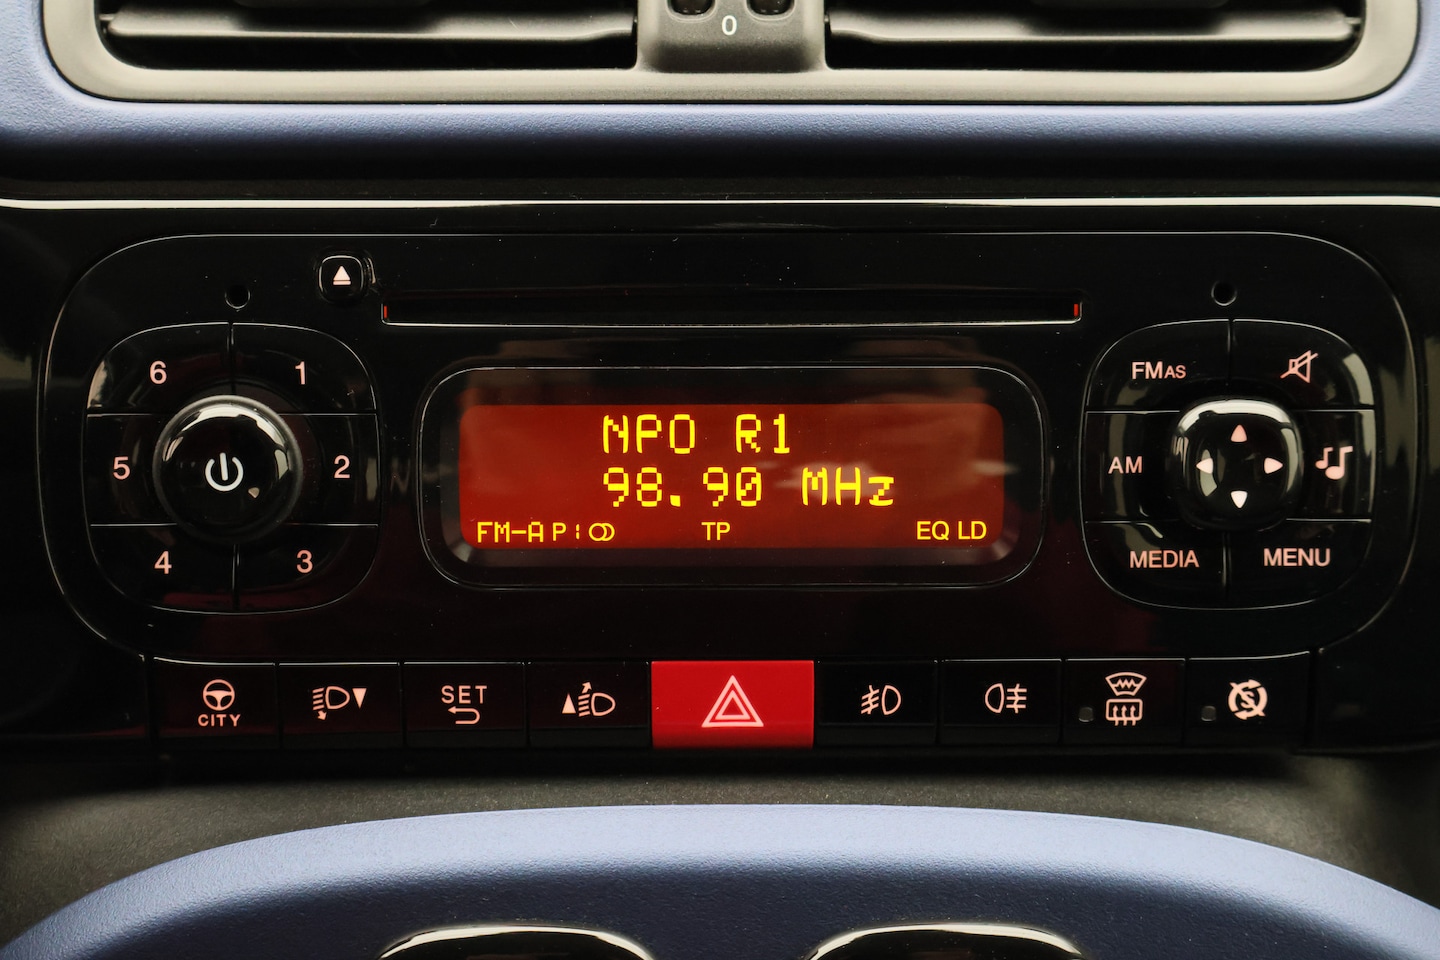 0
6
1
5
2
4
3
NPO R1
98.90 MHz
FM-A P1 TP EQ LD
FMAS
AM
MEDIA
MENU
CITY
SET